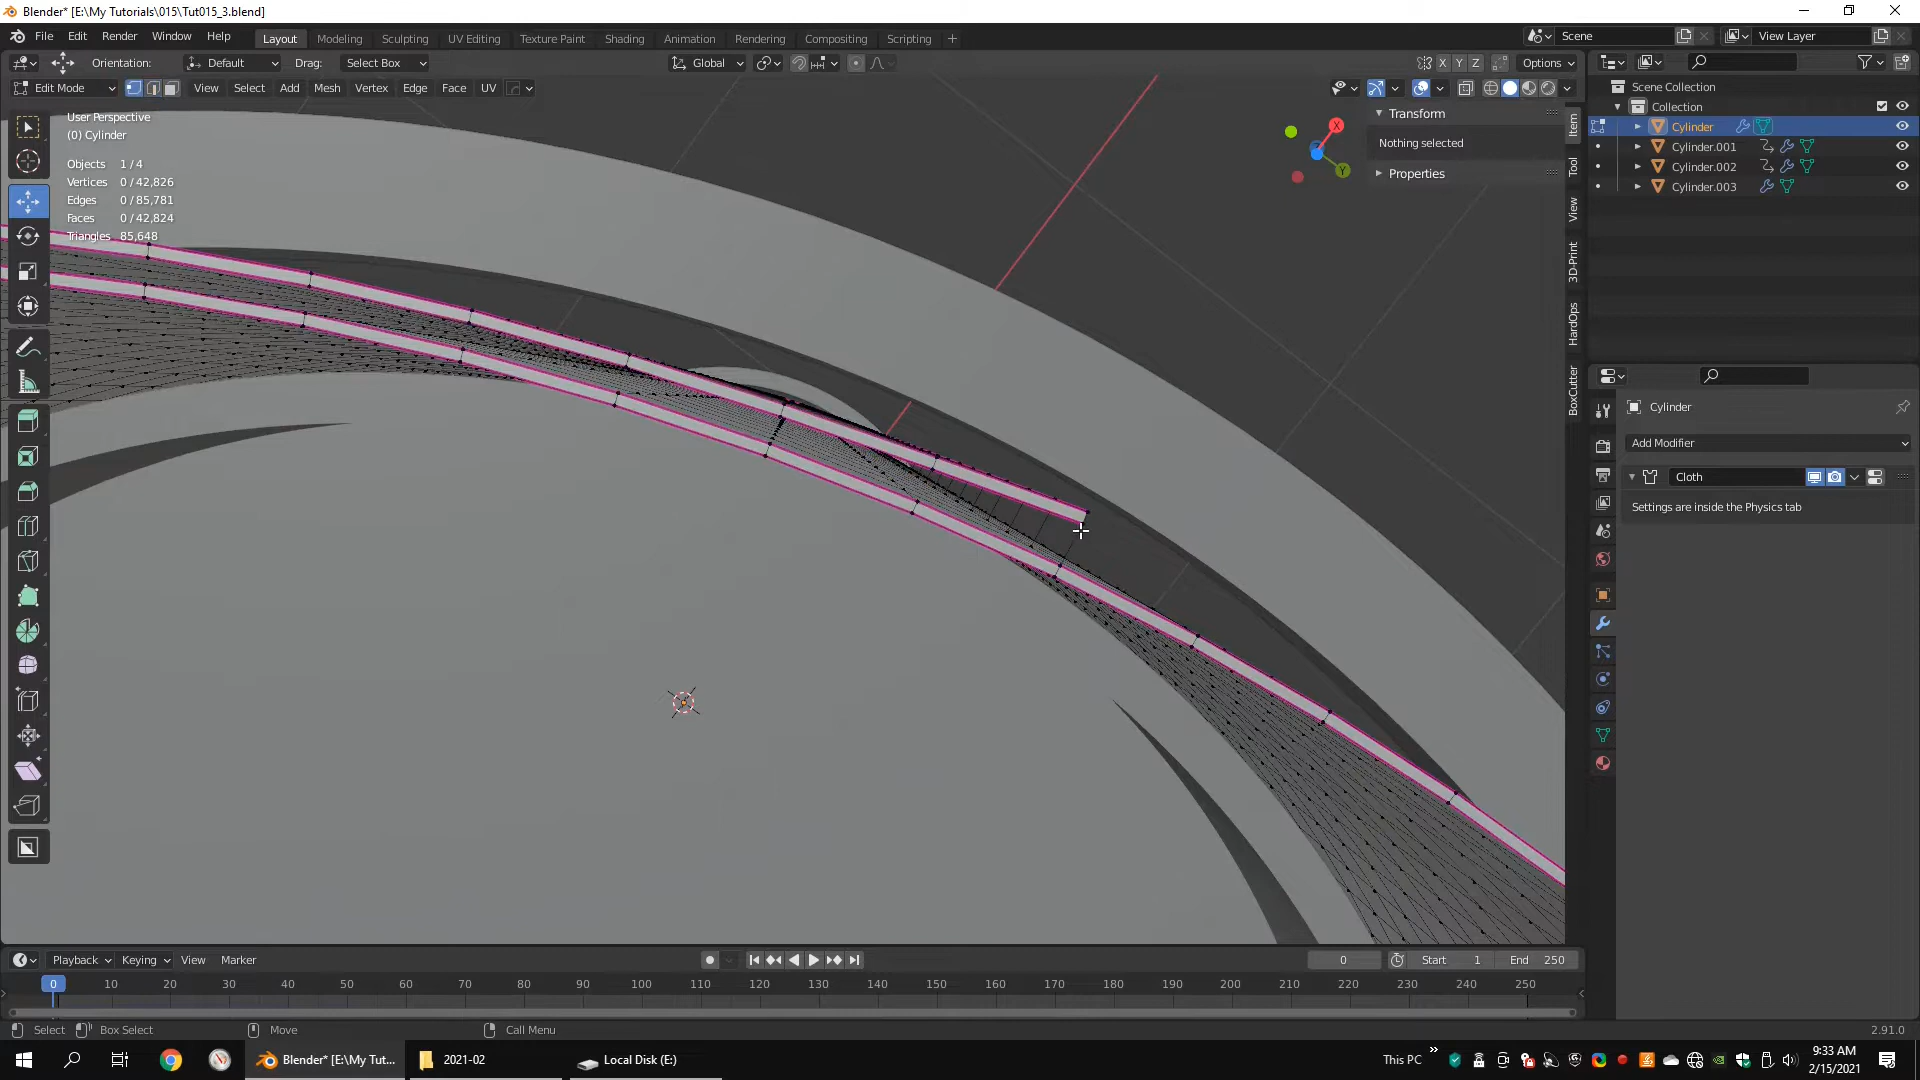 Blender* [E:\My Tutorials\015\Tut015_3.blend]
File Edit Render Window Help
Layout Modeling Sculpting UV Editing Texture Paint Shading Animation Rendering Compositing Scripting +
Scene
View Layer
Orientation: Default Drag: Select Box
Global
X Y Z
Options
Edit Mode View Select Add Mesh Vertex Edge Face UV
User Perspective
(0) Cylinder
Objects 1 / 4
Vertices 0 / 42,826
Edges 0 / 85,781
Faces 0 / 42,824
Triangles 85,648
X
Y
Transform
Nothing selected
Properties
Item
Tool
View
3D-Print
HardOps
BoxCutter
Scene Collection
Collection
Cylinder
Cylinder.001
Cylinder.002
Cylinder.003
Cylinder
Add Modifier
Cloth
Settings are inside the Physics tab
Playback Keying View Marker
0
Start 1
End 250
0 10 20 30 40 50 60 70 80 90 100 110 120 130 140 150 160 170 180 190 200 210 220 230 240 250
Select Box Select Move Call Menu
2.91.0
Blender* [E:\My Tut...
2021-02
Local Disk (E:)
This PC
9:33 AM
2/15/2021